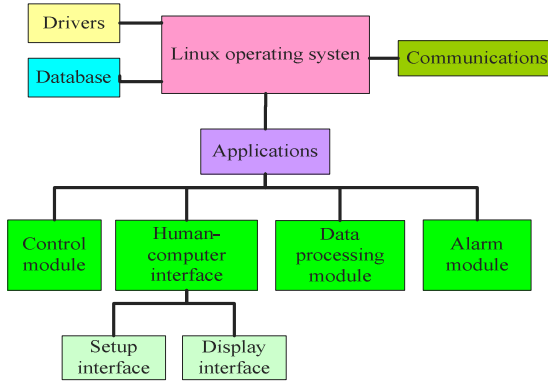 Drivers
Linux operating systen
Communications
Database
Applications
Control
module
Human-
computer
interface
Data
processing
module
Alarm
module
Setup
interface
Display
interface